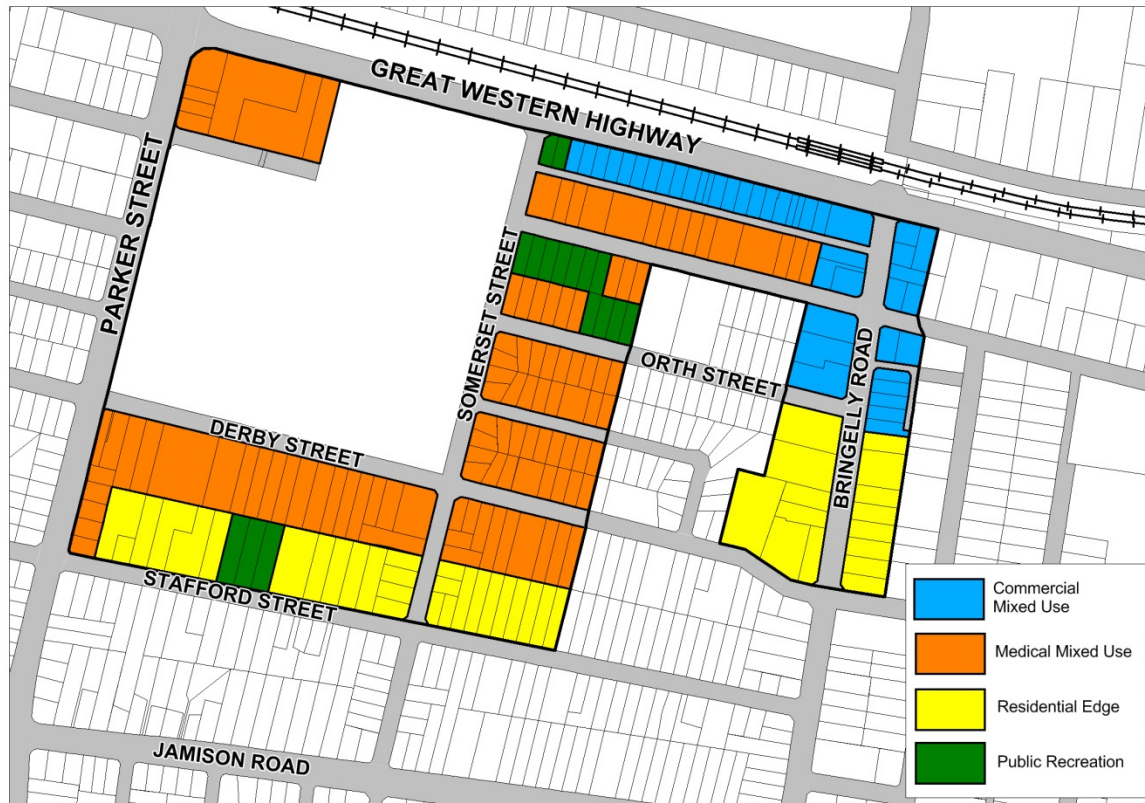 GREAT WESTERN HIGHWAY
PARKER STREET
SOMERSET STREET
ORTH STREET
BRINGELLY ROAD
DERBY STREET
STAFFORD STREET
JAMISON ROAD
Commercial
Mixed Use
Medical Mixed Use
Residential Edge
Public Recreation